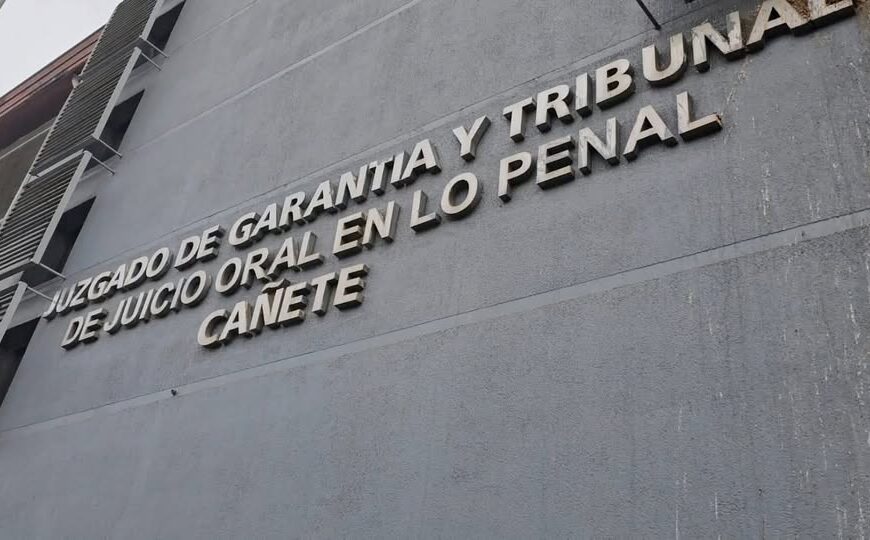 JUZGADO DE GARANTIA Y TRIBUNAL
DE JUICIO ORAL EN LO PENAL
CAÑETE